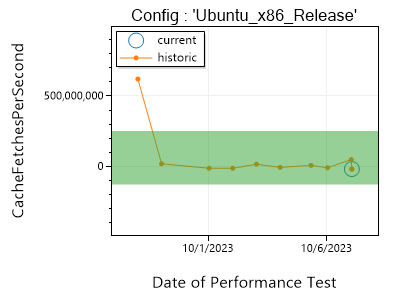 Config : 'Ubuntu_x86_Release'
current
historic
CacheFetchesPerSecond
500,000,000
0
10/1/2023
10/6/2023
Date of Performance Test